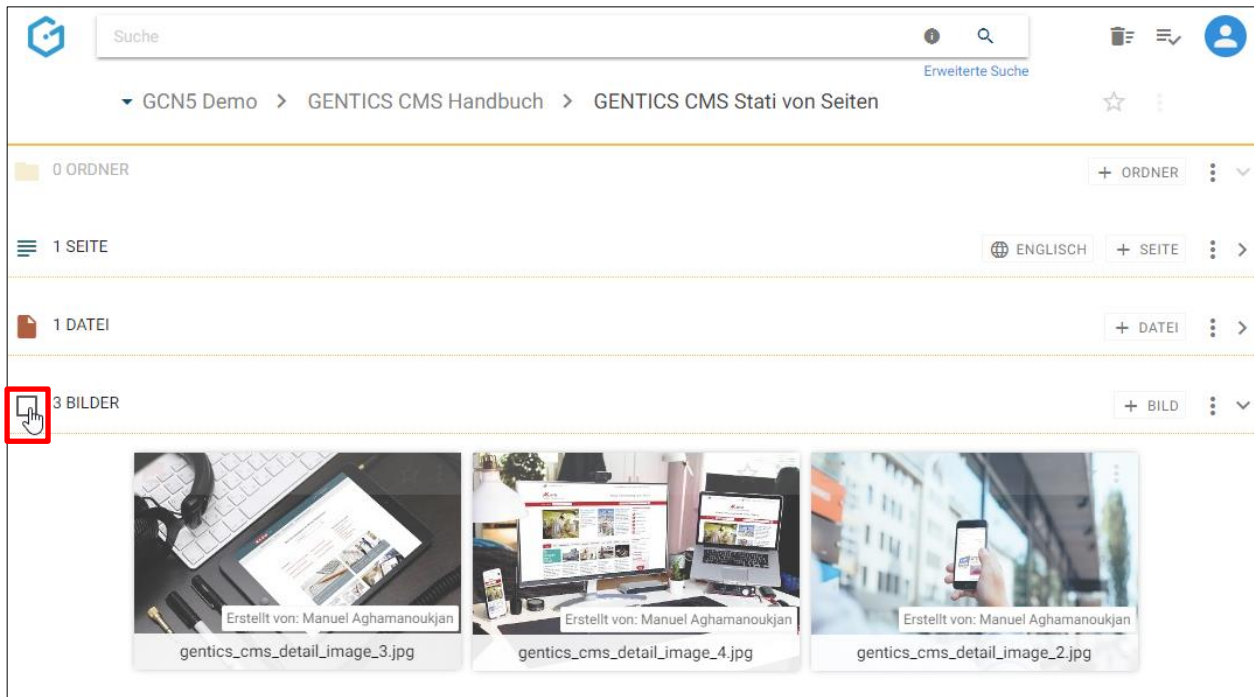 Suche
Erweiterte Suche
GCN5 Demo > GENTICS CMS Handbuch > GENTICS CMS Stati von Seiten
0 ORDNER
+ ORDNER
1 SEITE
ENGLISCH
+ SEITE
1 DATEI
+ DATEI
3 BILDER
+ BILD
Erstellt von: Manuel Aghamanoukjan
Erstellt von: Manuel Aghamanoukjan
Erstellt von: Manuel Aghamanoukjan
gentics_cms_detail_image_3.jpg
gentics_cms_detail_image_4.jpg
gentics_cms_detail_image_2.jpg